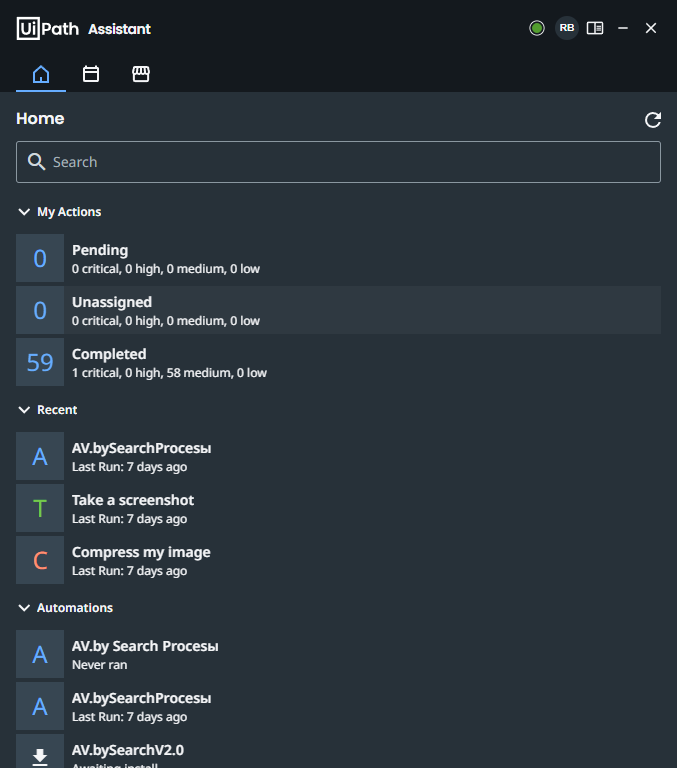 UiPath Assistant
RB
Home
Search
My Actions
0
Pending
0 critical, 0 high, 0 medium, 0 low
0
Unassigned
0 critical, 0 high, 0 medium, 0 low
59
Completed
1 critical, 0 high, 58 medium, 0 low
Recent
A
AV.bySearchProcesы
Last Run: 7 days ago
T
Take a screenshot
Last Run: 7 days ago
C
Compress my image
Last Run: 7 days ago
Automations
A
AV.by Search Procesы
Never ran
A
AV.bySearchProcesы
Last Run: 7 days ago
AV.bySearchV2.0
Awaiting install